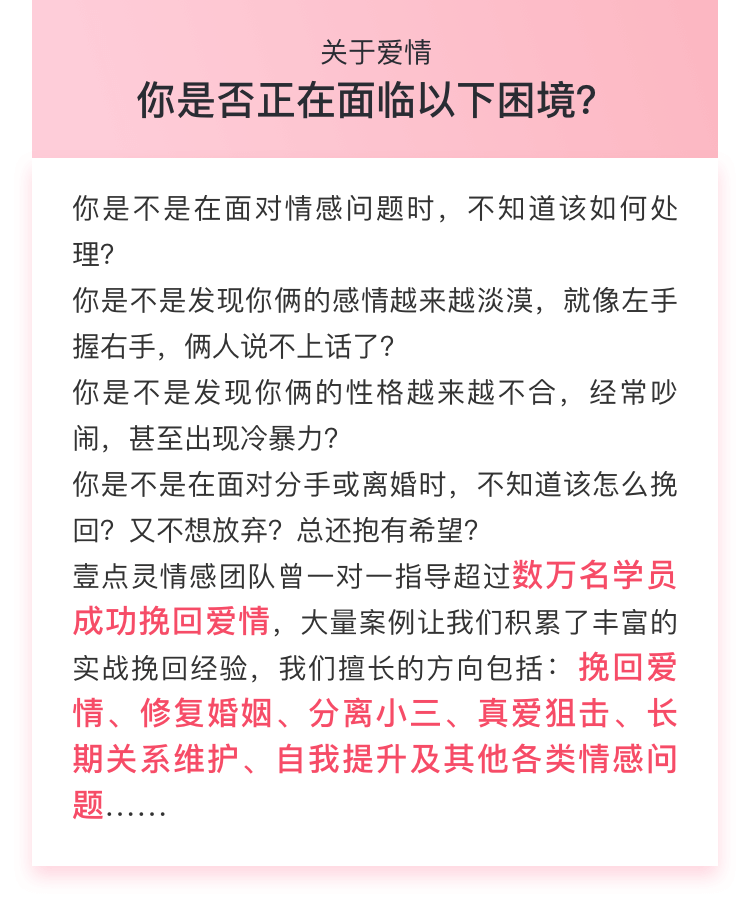 关于爱情
你是否正在面临以下困境？
你是不是在面对情感问题时，不知道该如何处
理？
你是不是发现你俩的感情越来越淡漠，就像左手
握右手，俩人说不上话了？
你是不是发现你俩的性格越来越不合，经常吵
闹，甚至出现冷暴力？
你是不是在面对分手或离婚时，不知道该怎么挽
回？又不想放弃？总还抱有希望？
壹点灵情感团队曾一对一指导超过数万名学员
成功挽回爱情，大量案例让我们积累了丰富的
实战挽回经验，我们擅长的方向包括：挽回爱
情、修复婚姻、分离小三、真爱狙击、长
期关系维护、自我提升及其他各类情感问
题……